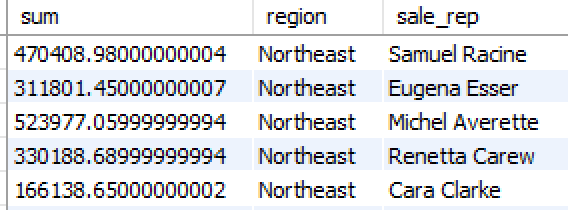 sum region sale_rep
470408.98000000004 Northeast Samuel Racine
311801.45000000007 Northeast Eugena Esser
523977.05999999994 Northeast Michel Averette
330188.68999999994 Northeast Renetta Carew
166138.65000000002 Northeast Cara Clarke